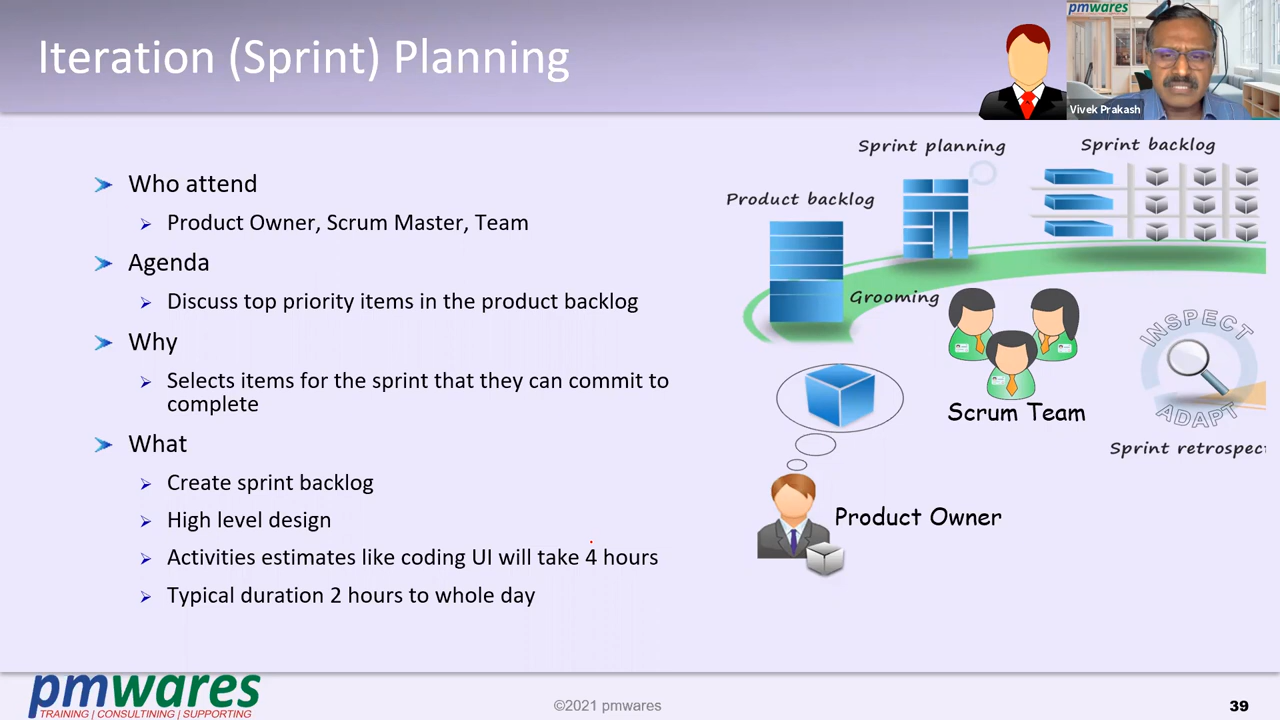 Iteration (Sprint) Planning
pmwares
Vivek Prakash
Who attend
Product Owner, Scrum Master, Team
Agenda
Discuss top priority items in the product backlog
Why
Selects items for the sprint that they can commit to
complete
What
Create sprint backlog
High level design
Activities estimates like coding UI will take 4 hours
Typical duration 2 hours to whole day
Sprint planning
Sprint backlog
Product backlog
Grooming
INSPECT
ADAPT
Scrum Team
Sprint retrospec
Product Owner
pmwares
TRAINING | CONSULTINING | SUPPORTING
©2021 pmwares
39